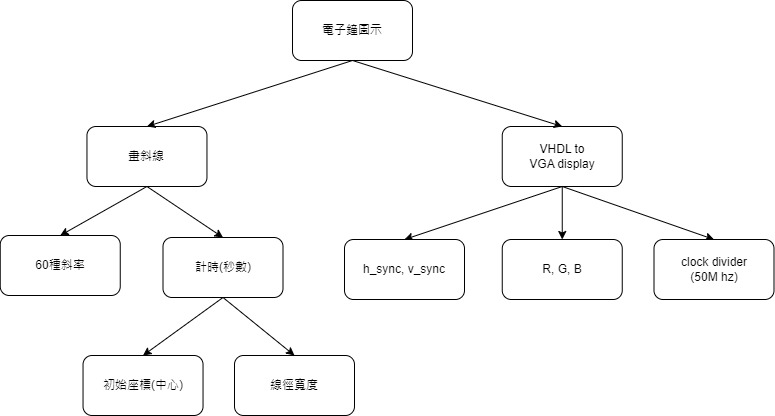 電子鐘圖示
畫斜線
VHDL to
VGA display
60種斜率
計時(秒數)
h_sync, v_sync
R, G, B
clock divider
(50M hz)
初始座標(中心)
線徑寬度